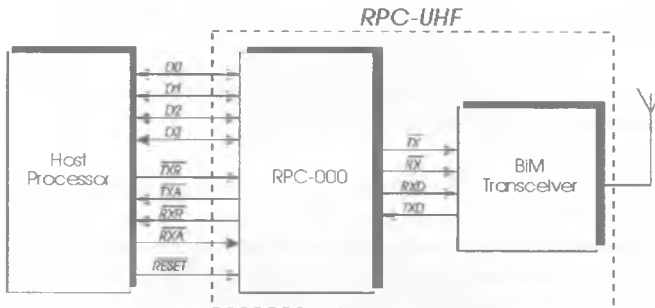 RPC-UHF
D0
D1
D2
D3
TXR
TXA
RXR
RXA
RESET
Host
Processor
RPC-000
TX
RX
RXD
TXD
BiM
Transceiver